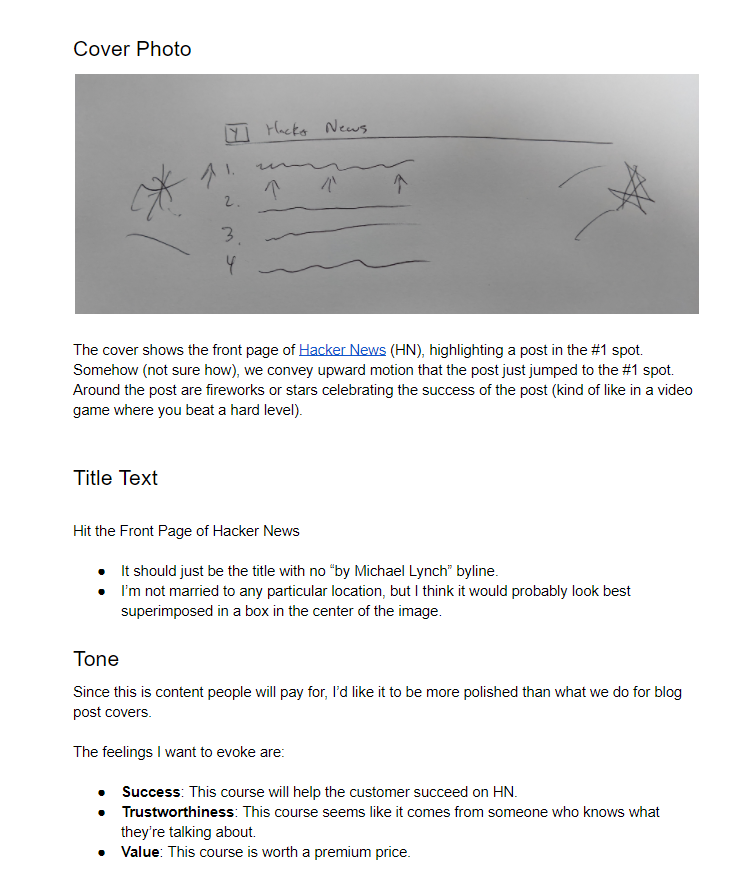 Cover Photo
Y Hacker News
1.
2.
3.
4
The cover shows the front page of Hacker News (HN), highlighting a post in the #1 spot.
Somehow (not sure how), we convey upward motion that the post just jumped to the #1 spot.
Around the post are fireworks or stars celebrating the success of the post (kind of like in a video
game where you beat a hard level).
Title Text
Hit the Front Page of Hacker News
● It should just be the title with no “by Michael Lynch” byline.
● I’m not married to any particular location, but I think it would probably look best
superimposed in a box in the center of the image.
Tone
Since this is content people will pay for, I’d like it to be more polished than what we do for blog
post covers.
The feelings I want to evoke are:
● Success: This course will help the customer succeed on HN.
● Trustworthiness: This course seems like it comes from someone who knows what
they’re talking about.
● Value: This course is worth a premium price.